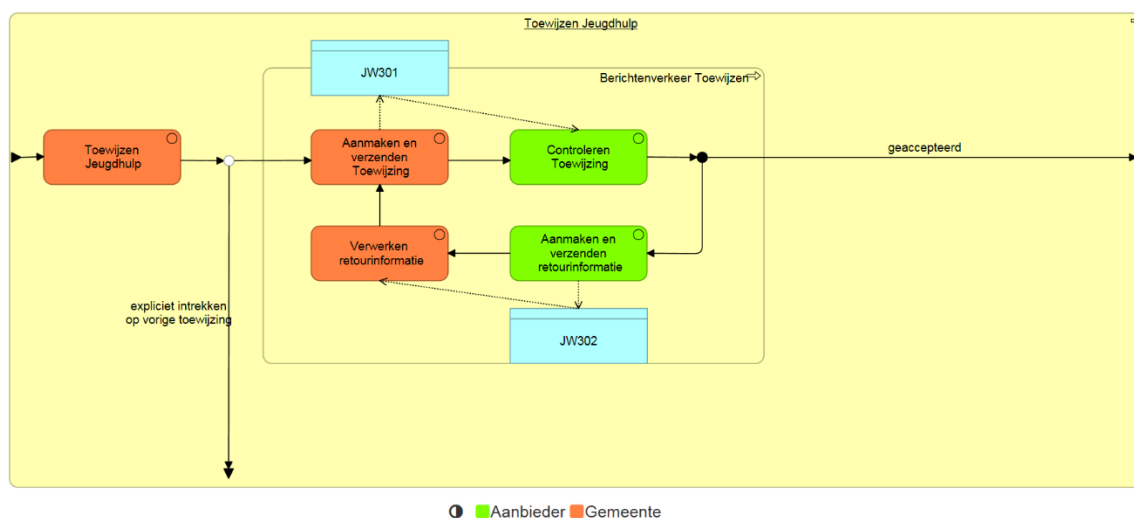 Toewijzen Jeugdhulp
JW301
Berichtenverkeer Toewijzen
Toewijzen
Jeugdhulp
Aanmaken en
verzenden
Toewijzing
Controleren
Toewijzing
geaccepteerd
Verwerken
retourinformatie
Aanmaken en
verzenden
retourinformatie
expliciet intrekken
op vorige toewijzing
JW302
Aanbieder Gemeente